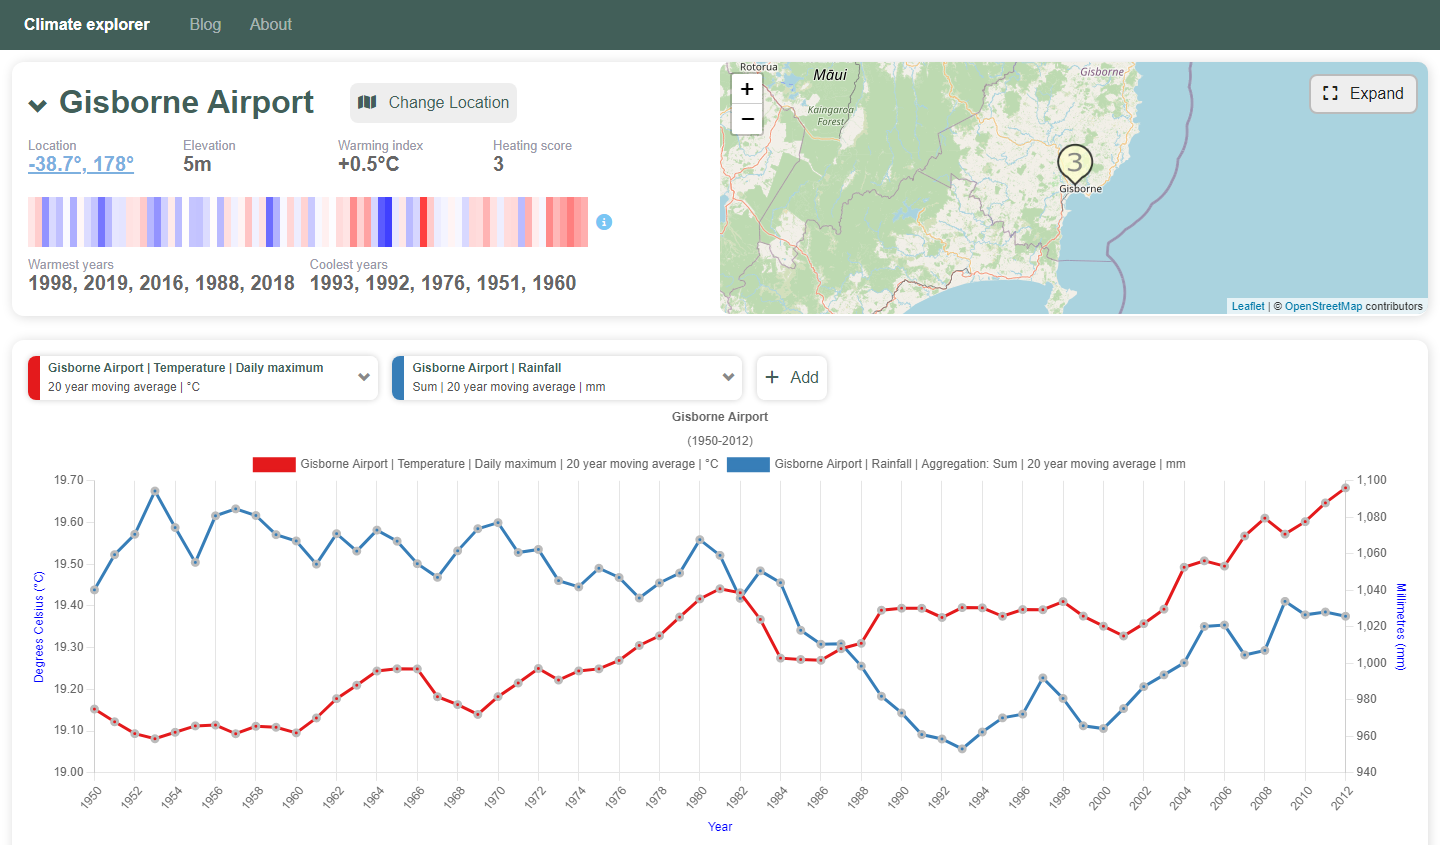 Climate explorer Blog About
Gisborne Airport
Change Location
Location Elevation Warming index Heating score
-38.7°, 178° 5m +0.5°C 3
Warmest years Coolest years
1998, 2019, 2016, 1988, 2018 1993, 1992, 1976, 1951, 1960
Rotorua
Māui
Gisborne
Kaingaroa
Forest
+
−
Expand
3
Gisborne
Leaflet | © OpenStreetMap contributors
Gisborne Airport | Temperature | Daily maximum
20 year moving average | °C
Gisborne Airport | Rainfall
Sum | 20 year moving average | mm
+ Add
Gisborne Airport
(1950-2012)
Gisborne Airport | Temperature | Daily maximum | 20 year moving average | °C
Gisborne Airport | Rainfall | Aggregation: Sum | 20 year moving average | mm
19.70
19.60
19.50
19.40
19.30
19.20
19.10
19.00
Degrees Celsius (°C)
1,100
1,080
1,060
1,040
1,020
1,000
980
960
940
Millimetres (mm)
1950 1952 1954 1956 1958 1960 1962 1964 1966 1968 1970 1972 1974 1976 1978 1980 1982 1984 1986 1988 1990 1992 1994 1996 1998 2000 2002 2004 2006 2008 2010 2012
Year